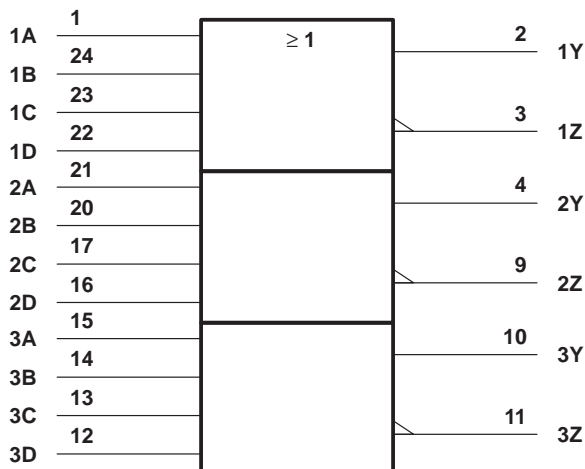 1A 1 ≥ 1 2 1Y
1B 24
1C 23 3 1Z
1D 22
2A 21 4 2Y
2B 20
2C 17 9 2Z
2D 16
3A 15 10 3Y
3B 14
3C 13 11 3Z
3D 12